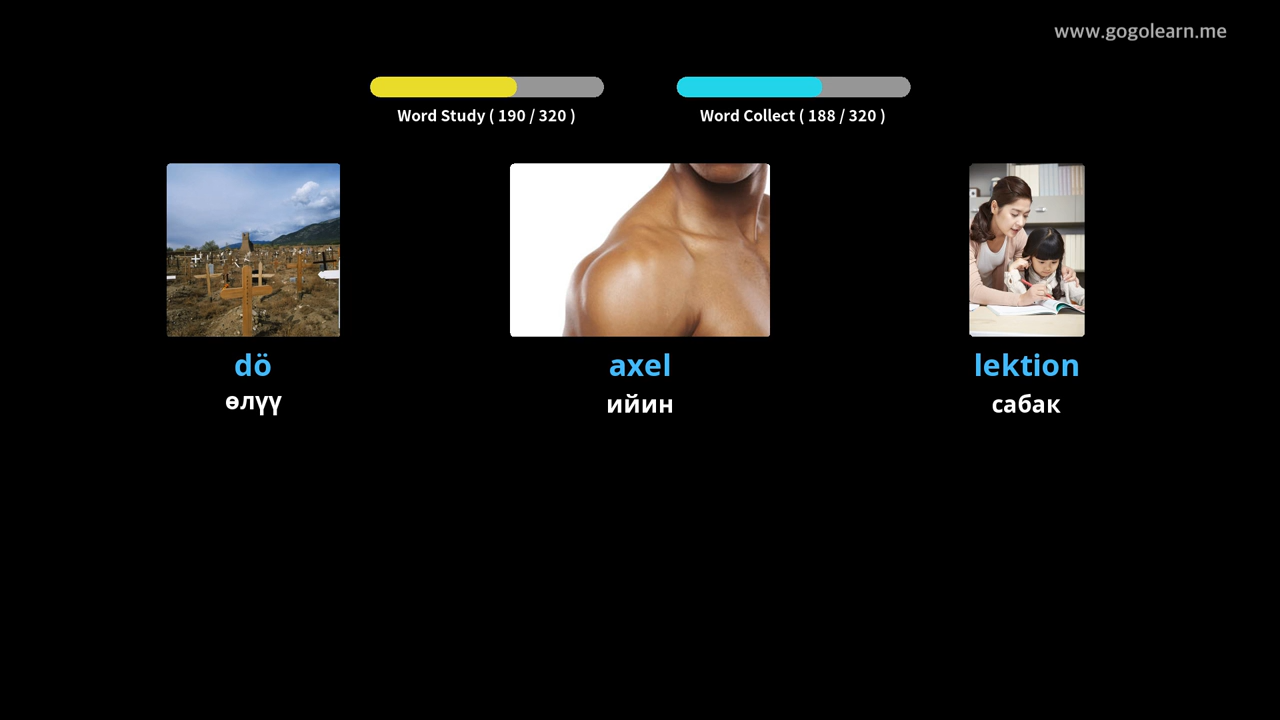 www.gogolearn.me
Word Study ( 190 / 320 )
Word Collect ( 188 / 320 )
dö
axel
lektion
өлүү
ийин
сабак